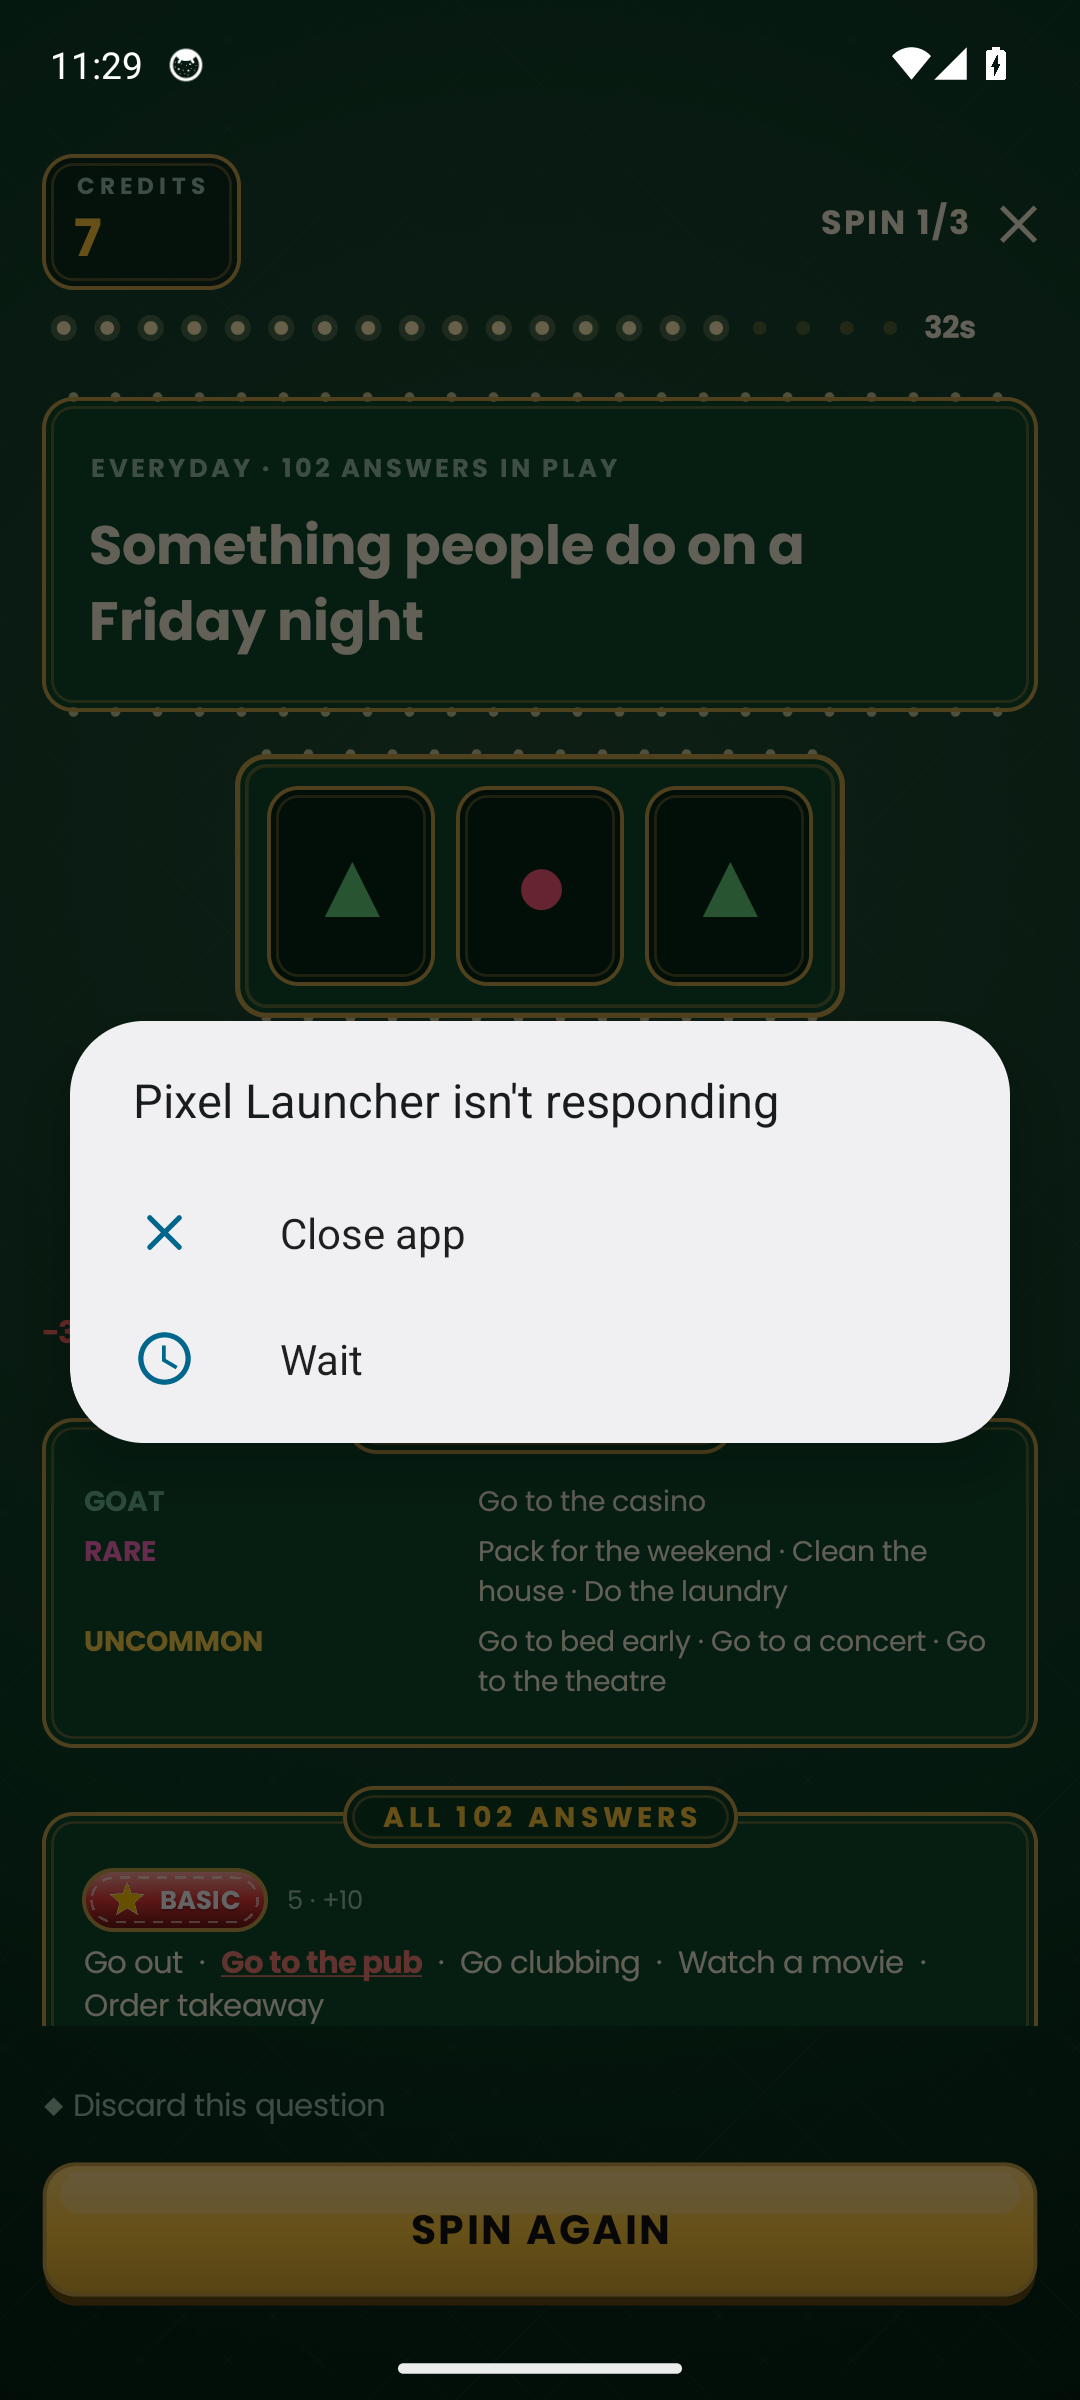 11:29
CREDITS
7
SPIN 1/3
32s
EVERYDAY · 102 ANSWERS IN PLAY
Something people do on a
Friday night
Pixel Launcher isn't responding
Close app
Wait
-3
GOAT
Go to the casino
RARE
Pack for the weekend · Clean the
house · Do the laundry
UNCOMMON
Go to bed early · Go to a concert · Go
to the theatre
ALL 102 ANSWERS
BASIC 5 · +10
Go out · Go to the pub · Go clubbing · Watch a movie ·
Order takeaway
◆ Discard this question
SPIN AGAIN